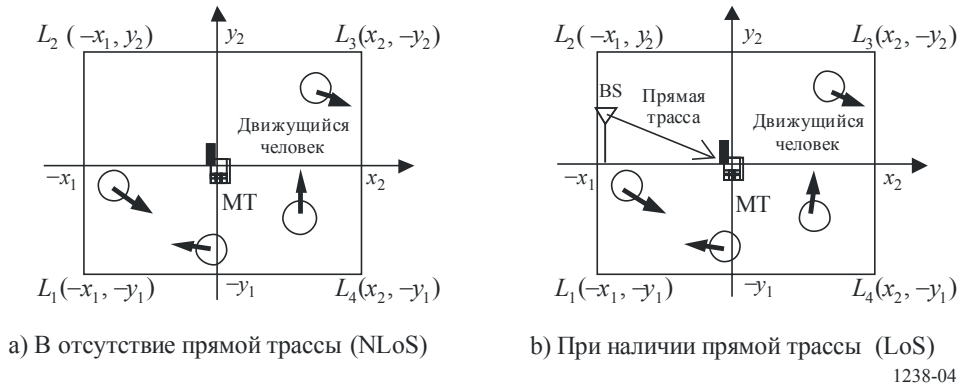 L₂ (–x₁, y₂)
y₂
L₃(x₂, –y₂)
Движущийся
человек
–x₁
x₂
MT
L₁(–x₁, –y₁)
–y₁
L₄(x₂, –y₁)
a) В отсутствие прямой трассы (NLoS)
L₂(–x₁, y₂)
y₂
L₃(x₂, –y₂)
BS
Прямая
трасса
Движущийся
человек
–x₁
x₂
MT
L₁(–x₁, –y₁)
–y₁
L₄(x₂, –y₁)
b) При наличии прямой трассы (LoS)
1238-04